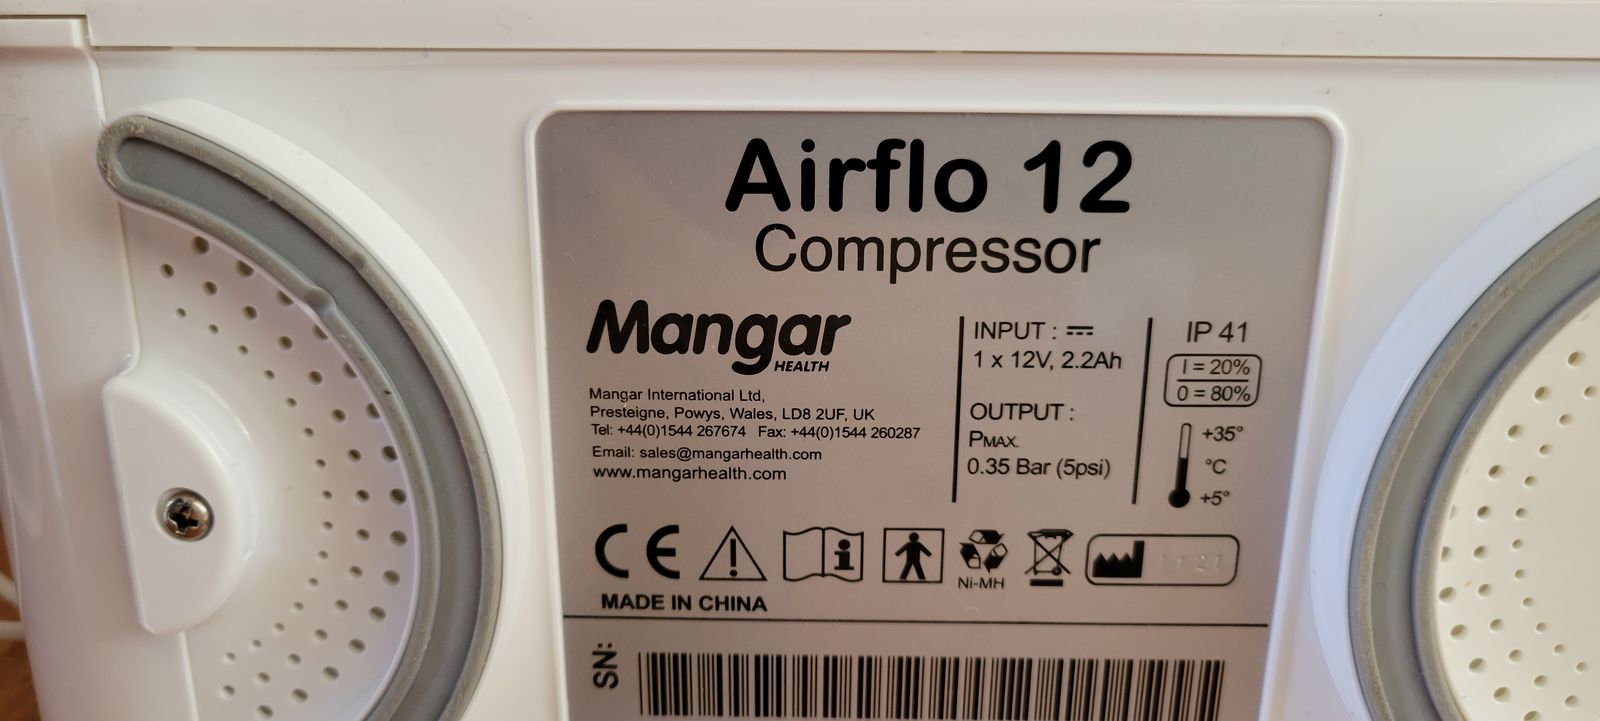 Airflo 12
Compressor
Mangar
HEALTH
Mangar International Ltd,
Presteigne, Powys, Wales, LD8 2UF, UK
Tel: +44(0)1544 267674 Fax: +44(0)1544 260287
Email: sales@mangarhealth.com
www.mangarhealth.com
INPUT :
1 x 12V, 2.2Ah
OUTPUT :
PMAX.
0.35 Bar (5psi)
IP 41
I = 20%
0 = 80%
+35°
°C
+5°
CE
i
Ni-MH
MADE IN CHINA
SN: